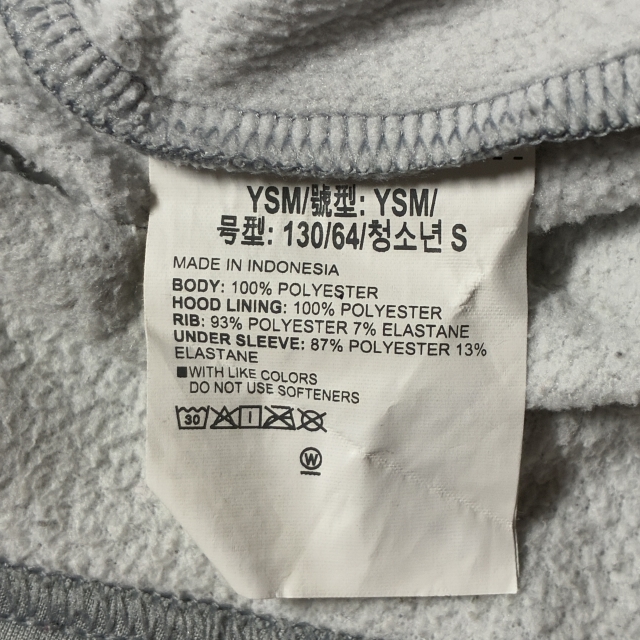 YSM/號型: YSM/
号型: 130/64/청소년 S
MADE IN INDONESIA
BODY: 100% POLYESTER
HOOD LINING: 100% POLYESTER
RIB: 93% POLYESTER 7% ELASTANE
UNDER SLEEVE: 87% POLYESTER 13%
ELASTANE
■WITH LIKE COLORS
DO NOT USE SOFTENERS
30
W